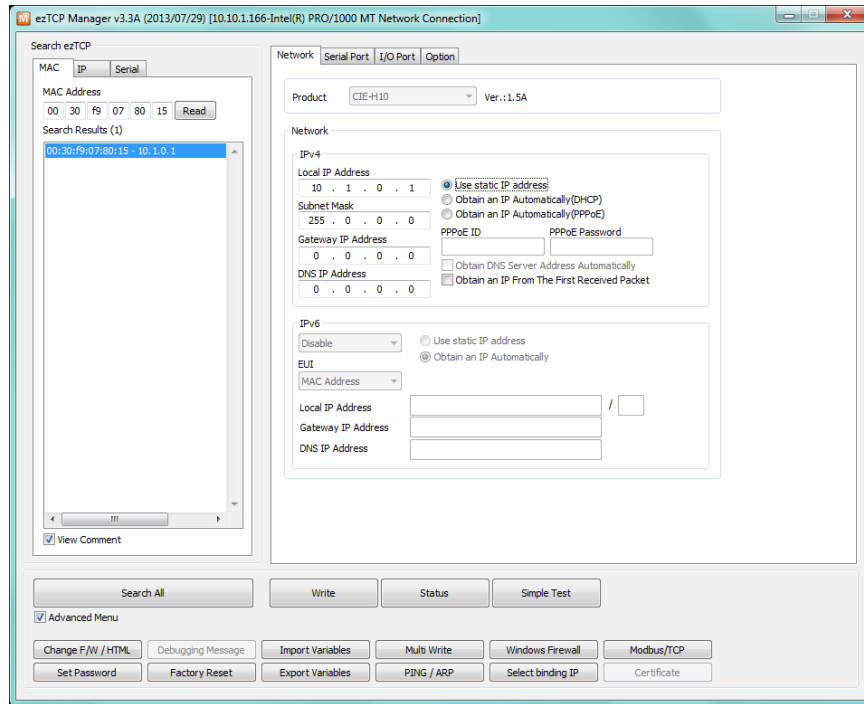 ezTCP Manager v3.3A (2013/07/29) [10.10.1.166-Intel(R) PRO/1000 MT Network Connection]
Search ezTCP
MAC IP Serial
MAC Address
00 30 f9 07 80 15 Read
Search Results (1)
00:30:f9:07:80:15 - 10.1.0.1
View Comment
Network Serial Port I/O Port Option
Product CIE-H10 Ver.:1.5A
Network
IPv4
Local IP Address
10 . 1 . 0 . 1
Use static IP address
Obtain an IP Automatically(DHCP)
Subnet Mask
Obtain an IP Automatically(PPPoE)
255 . 0 . 0 . 0
PPPoE ID PPPoE Password
Gateway IP Address
0 . 0 . 0 . 0
Obtain DNS Server Address Automatically
DNS IP Address
Obtain an IP From The First Received Packet
0 . 0 . 0 . 0
IPv6
Disable
Use static IP address
Obtain an IP Automatically
EUI
MAC Address
Local IP Address /
Gateway IP Address
DNS IP Address
Search All Write Status Simple Test
Advanced Menu
Change F/W / HTML Debugging Message Import Variables Multi Write Windows Firewall Modbus/TCP
Set Password Factory Reset Export Variables PING / ARP Select binding IP Certificate